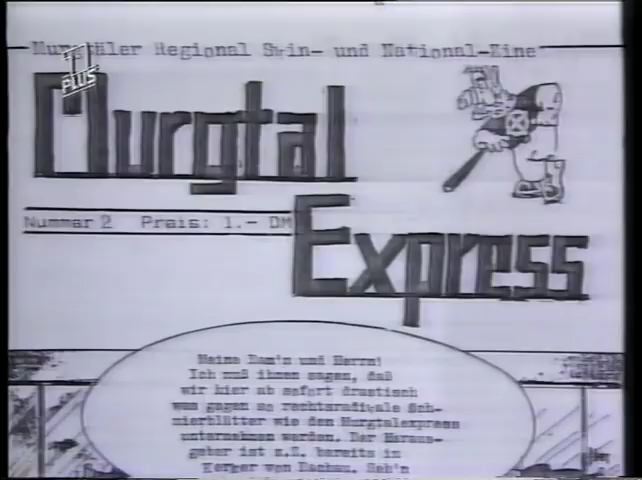 Murgtäler Regional Skin- und National-Zine
1 PLUS
Murgtal
Nummer 2 Preis: 1.- DM
Express
Meine Dam'n und Herrn!
Ich muß ihnen sagen, daß
wir hier ab sofort drastisch
was gegen so rechtsradikale Sch-
mierblätter wie den Murgtalexpress
unternehmen werden. Der Heraus-
geber ist z.Z. bereits in
Kerker von Dachau. Seh'n